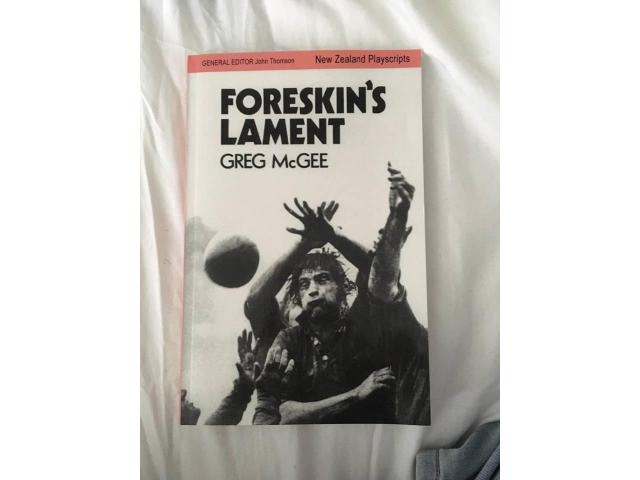 GENERAL EDITOR John Thomson New Zealand Playscripts
FORESKIN'S
LAMENT
GREG McGEE